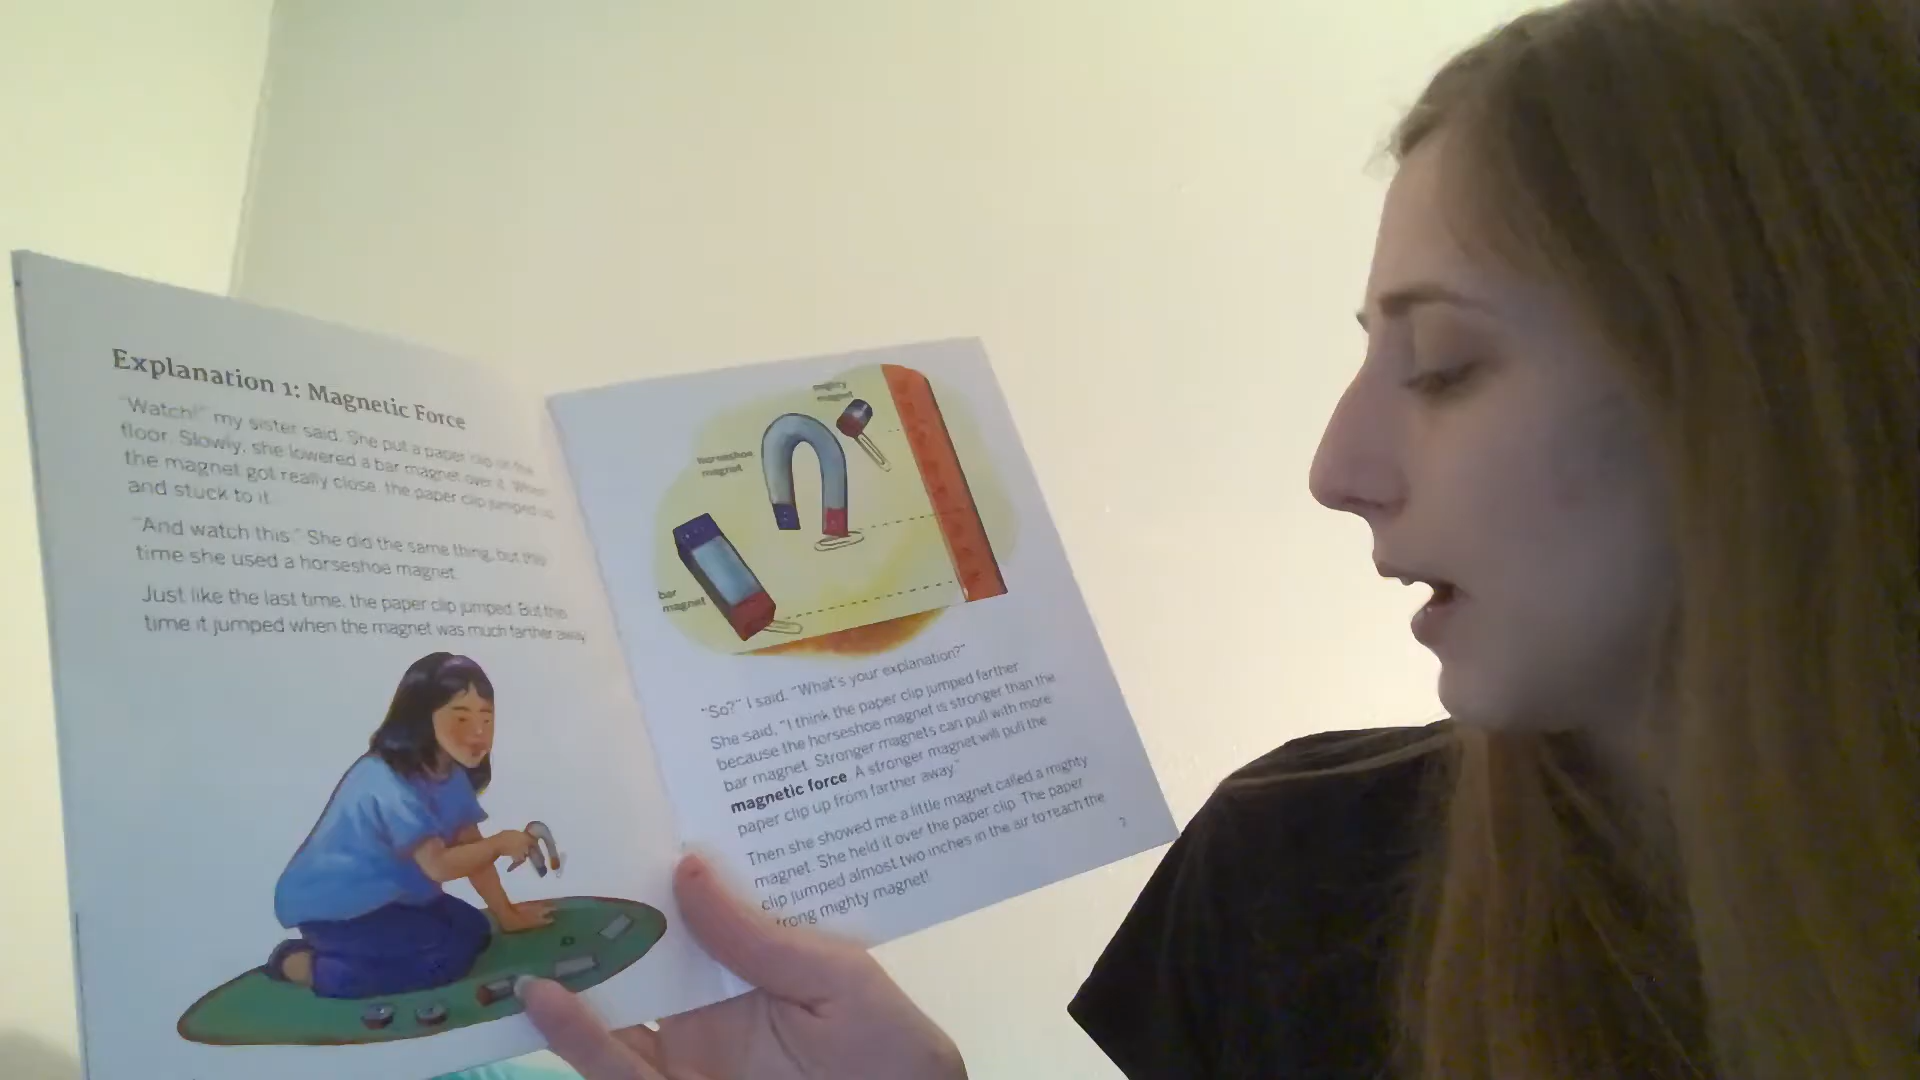 Explanation 1: Magnetic Force
"Watch!" my sister said. She put a paper clip on the
floor. Slowly, she lowered a bar magnet over it. When
the magnet got really close, the paper clip jumped up
and stuck to it.
"And watch this." She did the same thing, but this
time she used a horseshoe magnet.
Just like the last time, the paper clip jumped. But this
time it jumped when the magnet was much farther away.
mighty
magnet
horseshoe
magnet
bar
magnet
"So?" I said. "What's your explanation?"
She said, "I think the paper clip jumped farther
because the horseshoe magnet is stronger than the
bar magnet. Stronger magnets can pull with more
magnetic force. A stronger magnet will pull the
paper clip up from farther away."
Then she showed me a little magnet called a mighty
magnet. She held it over the paper clip. The paper
clip jumped almost two inches in the air to reach the
trong mighty magnet!
7